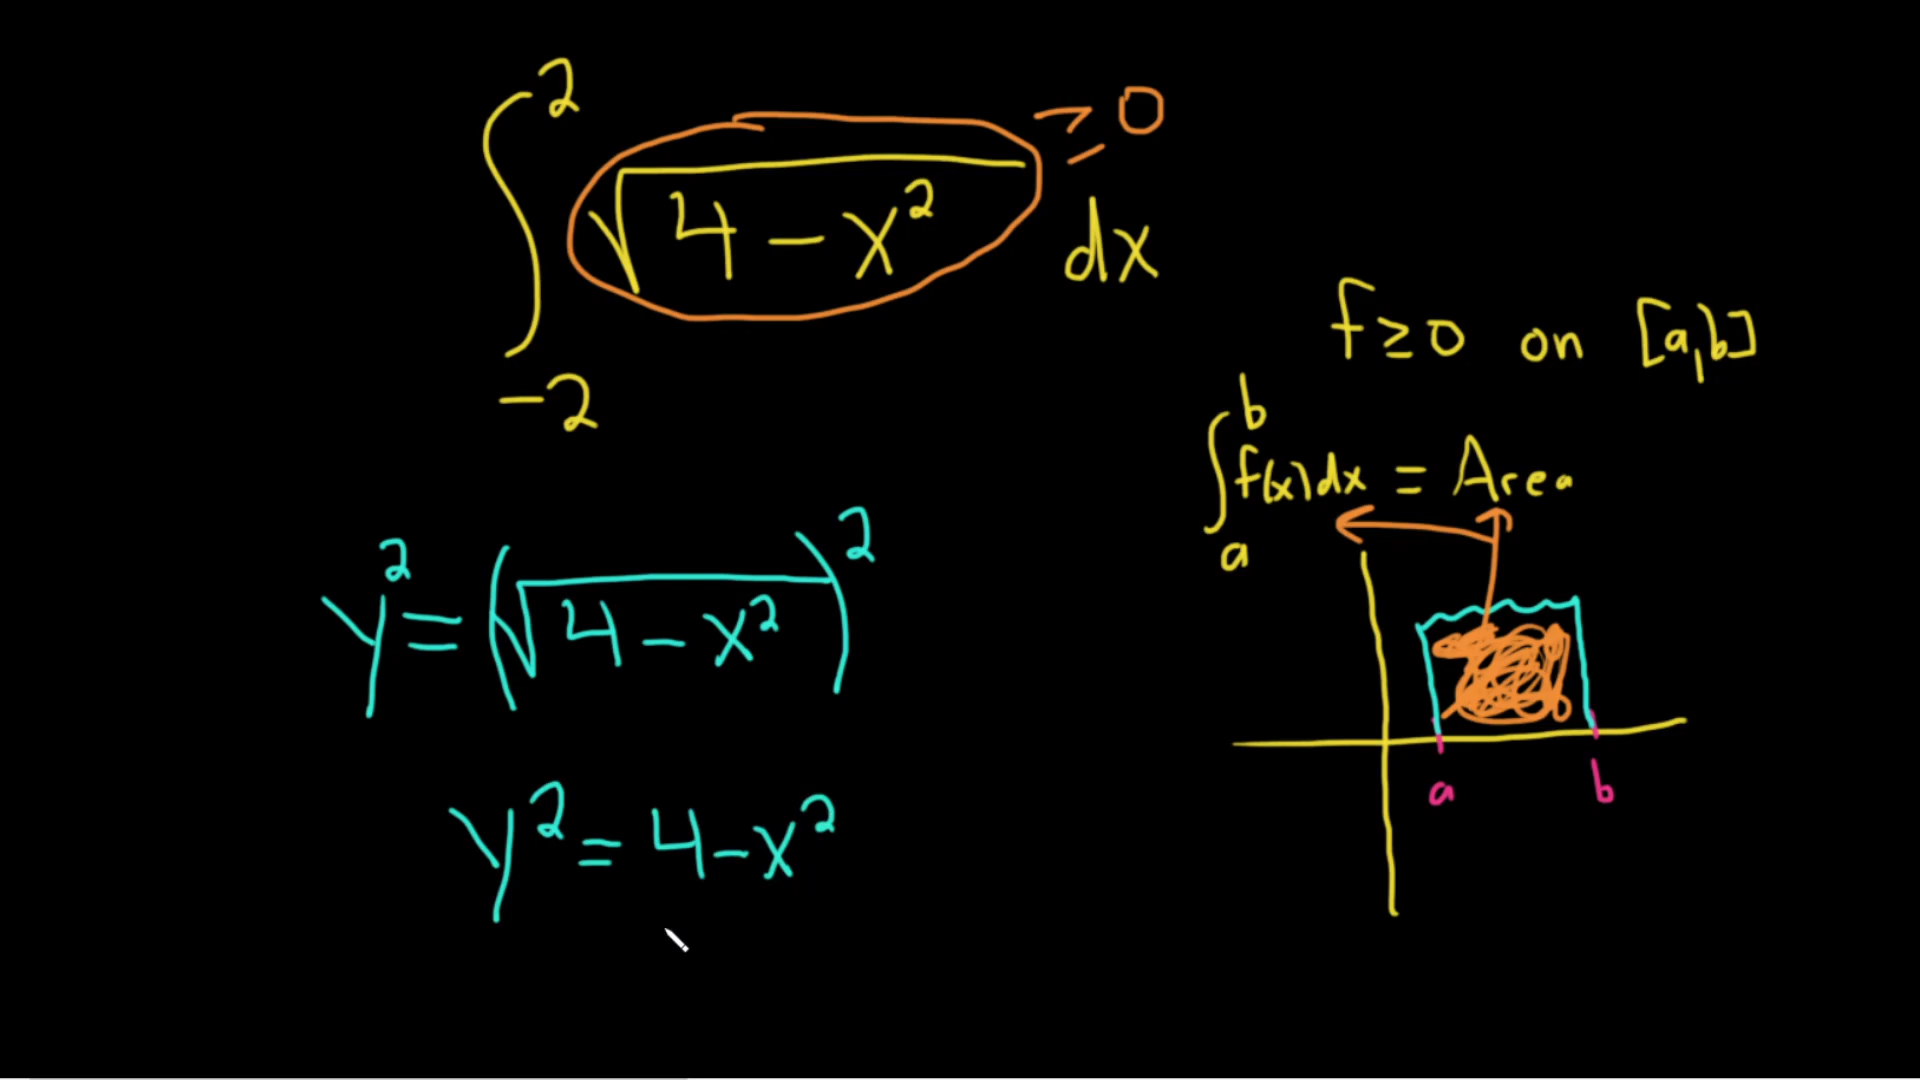 ∫_{-2}^{2} √(4 - x²) dx ≥ 0
f ≥ 0 on [a,b]
∫_{a}^{b} f(x) dx = Area
y² = (√(4 - x²))²
y² = 4 - x²
a b